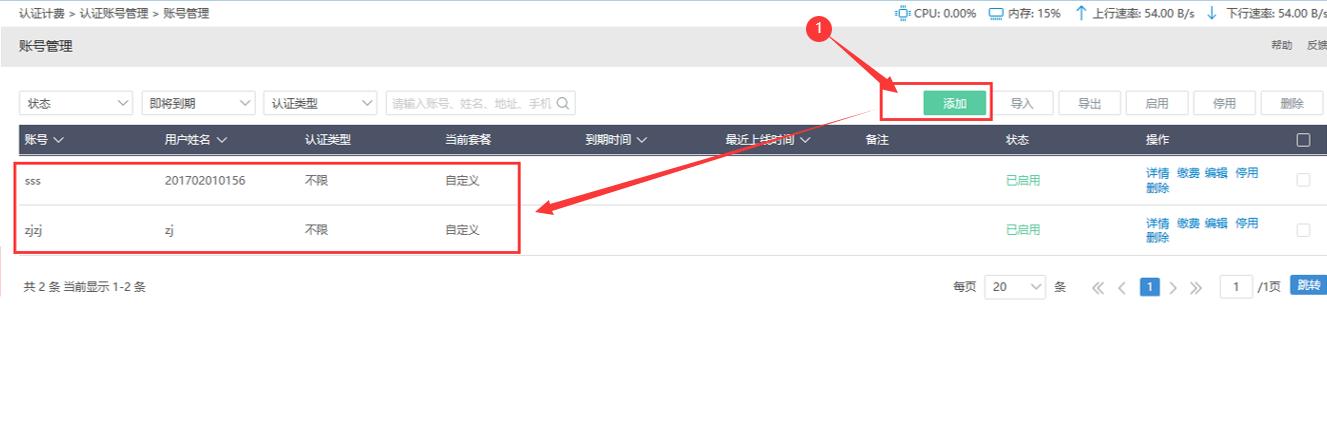 认证计费 > 认证账号管理 > 账号管理 CPU: 0.00% 内存: 15% 上行速率: 54.00 B/s 下行速率: 54.00 B/s
1
账号管理 帮助 反馈
状态 即将到期 认证类型 请输入账号、姓名、地址、手机 添加 导入 导出 启用 停用 删除
账号 用户姓名 认证类型 当前套餐 到期时间 最近上线时间 备注 状态 操作
sss 201702010156 不限 自定义 已启用 详情 缴费 编辑 停用
删除
zjzj zj 不限 自定义 已启用 详情 缴费 编辑 停用
删除
共 2 条 当前显示 1-2 条 每页 20 条 1 1 /1页 跳转